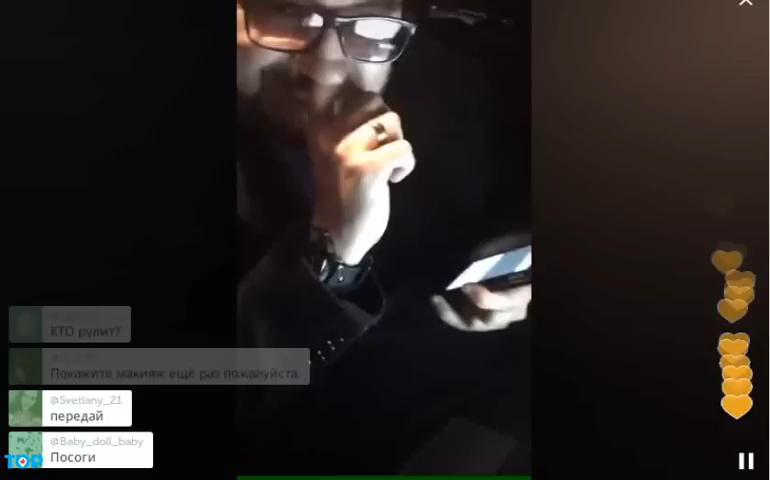 КТО рулит?
Покажите макияж ещё раз пожалуйста
@Svetlany_21
передай
@Baby_doll_baby
Посоги
TOP